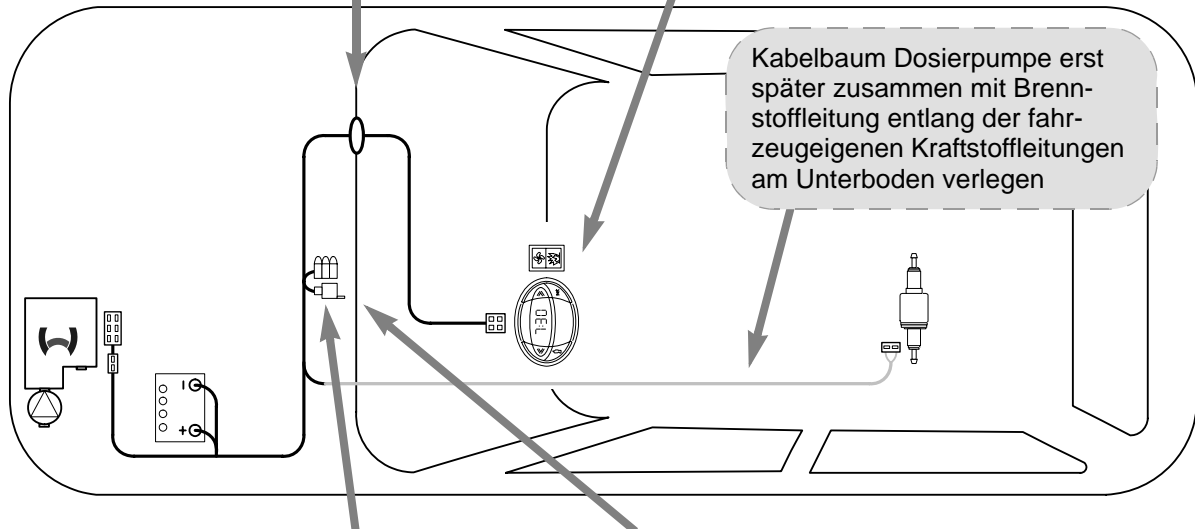 Kabelbaum Dosierpumpe erst
später zusammen mit Brenn-
stoffleitung entlang der fahr-
zeugeigenen Kraftstoffleitungen
am Unterboden verlegen
−
+